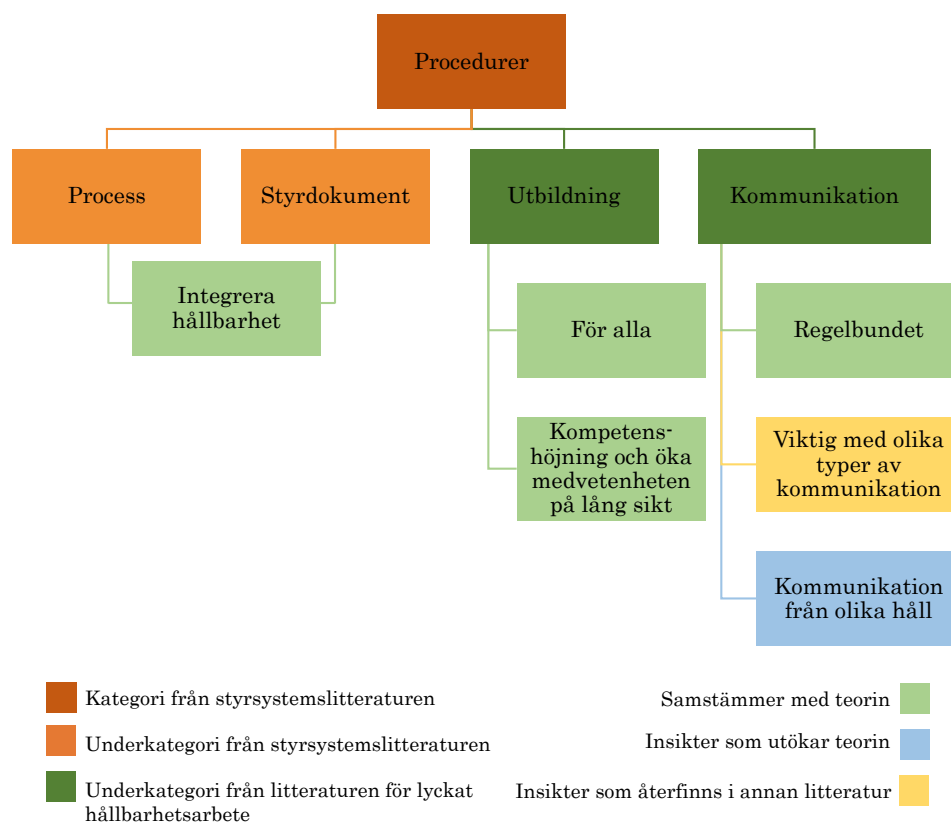 Procedurer
Process
Styrdokument
Utbildning
Kommunikation
Integrera
hållbarhet
För alla
Regelbundet
Kompetens-
höjning och öka
medvetenheten
på lång sikt
Viktig med olika
typer av
kommunikation
Kommunikation
från olika håll
Kategori från styrsystemslitteraturen
Underkategori från styrsystemslitteraturen
Underkategori från litteraturen för lyckat
hållbarhetsarbete
Samstämmer med teorin
Insikter som utökar teorin
Insikter som återfinns i annan litteratur